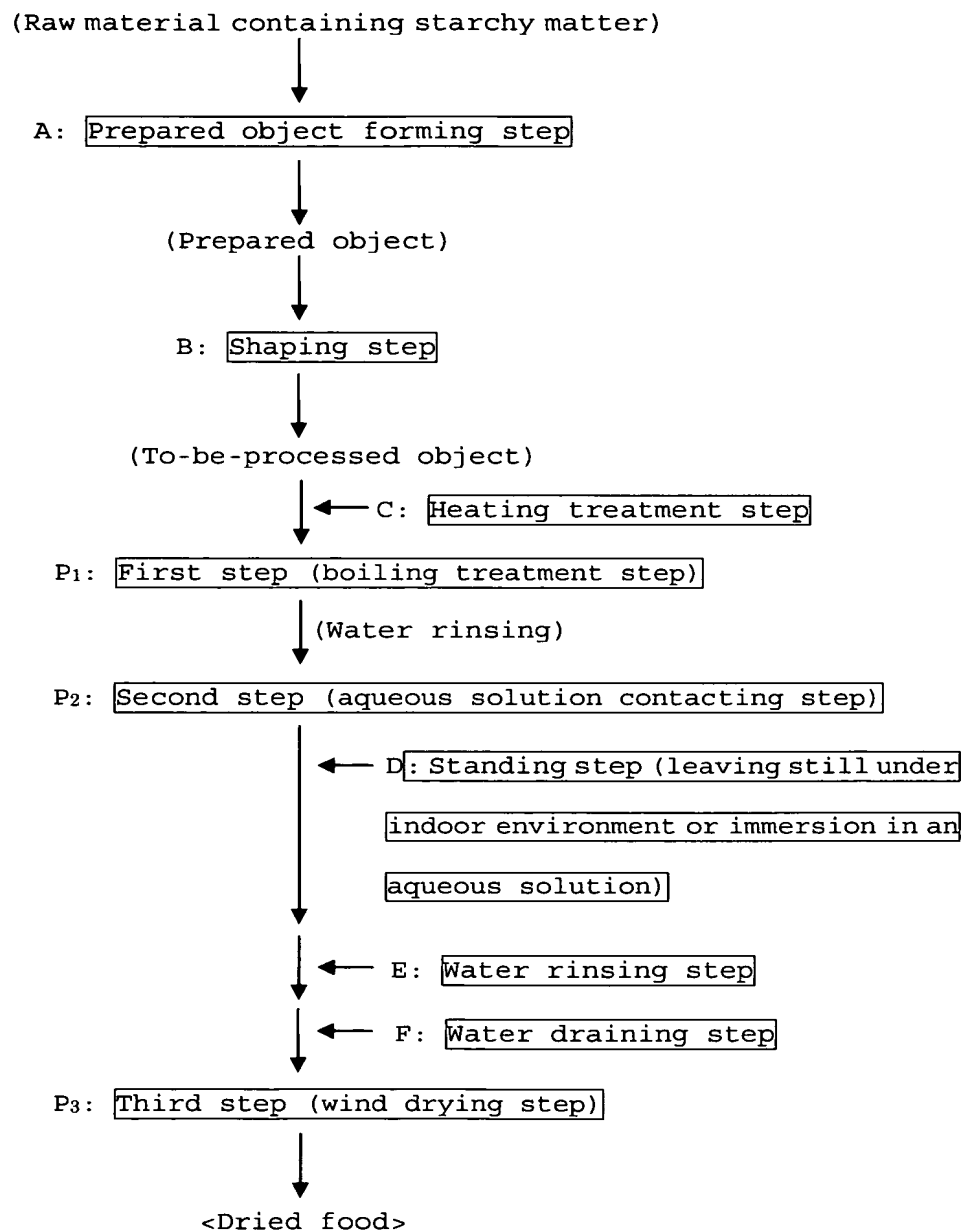 (Raw material containing starchy matter)
A: Prepared object forming step
(Prepared object)
B: Shaping step
(To-be-processed object)
C: Heating treatment step
P1: First step (boiling treatment step)
(Water rinsing)
P2: Second step (aqueous solution contacting step)
D: Standing step (leaving still under
indoor environment or immersion in an
aqueous solution)
E: Water rinsing step
F: Water draining step
P3: Third step (wind drying step)
<Dried food>